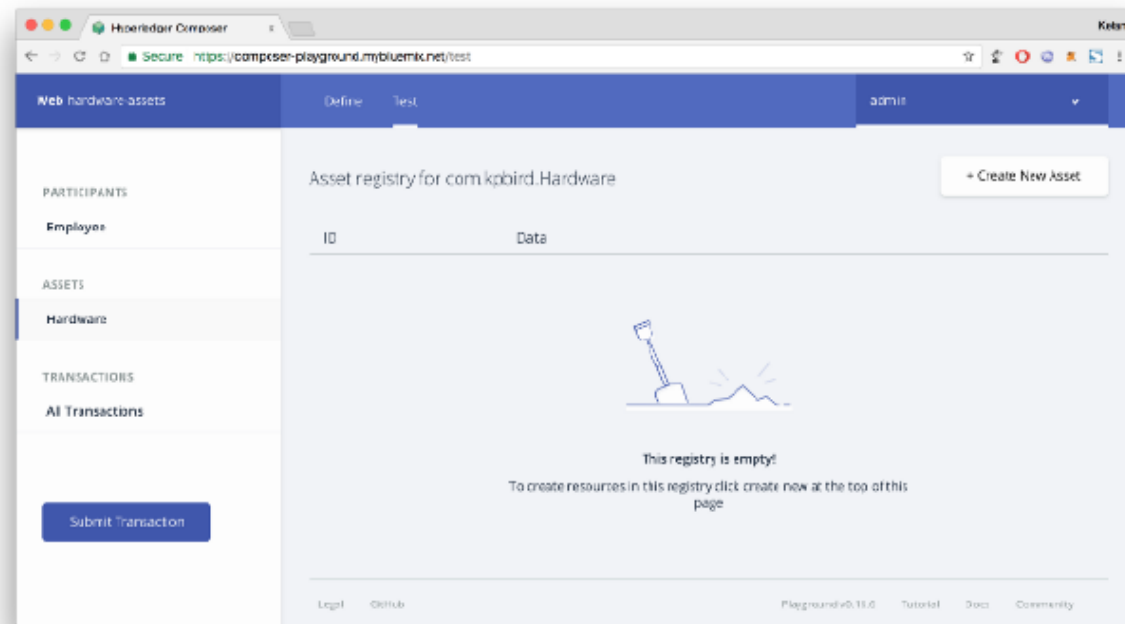 Hyperledger Composer
Ketan
Secure https://composer-playground.mybluemix.net/test
Web hardware-assets
Define
Test
admin
PARTICIPANTS
Employee
ASSETS
Hardware
TRANSACTIONS
All Transactions
Submit Transaction
Asset registry for com.kpbird.Hardware
+ Create New Asset
ID
Data
This registry is empty!
To create resources in this registry click create new at the top of this
page
Legal
GitHub
Tutorial
Docs
Community